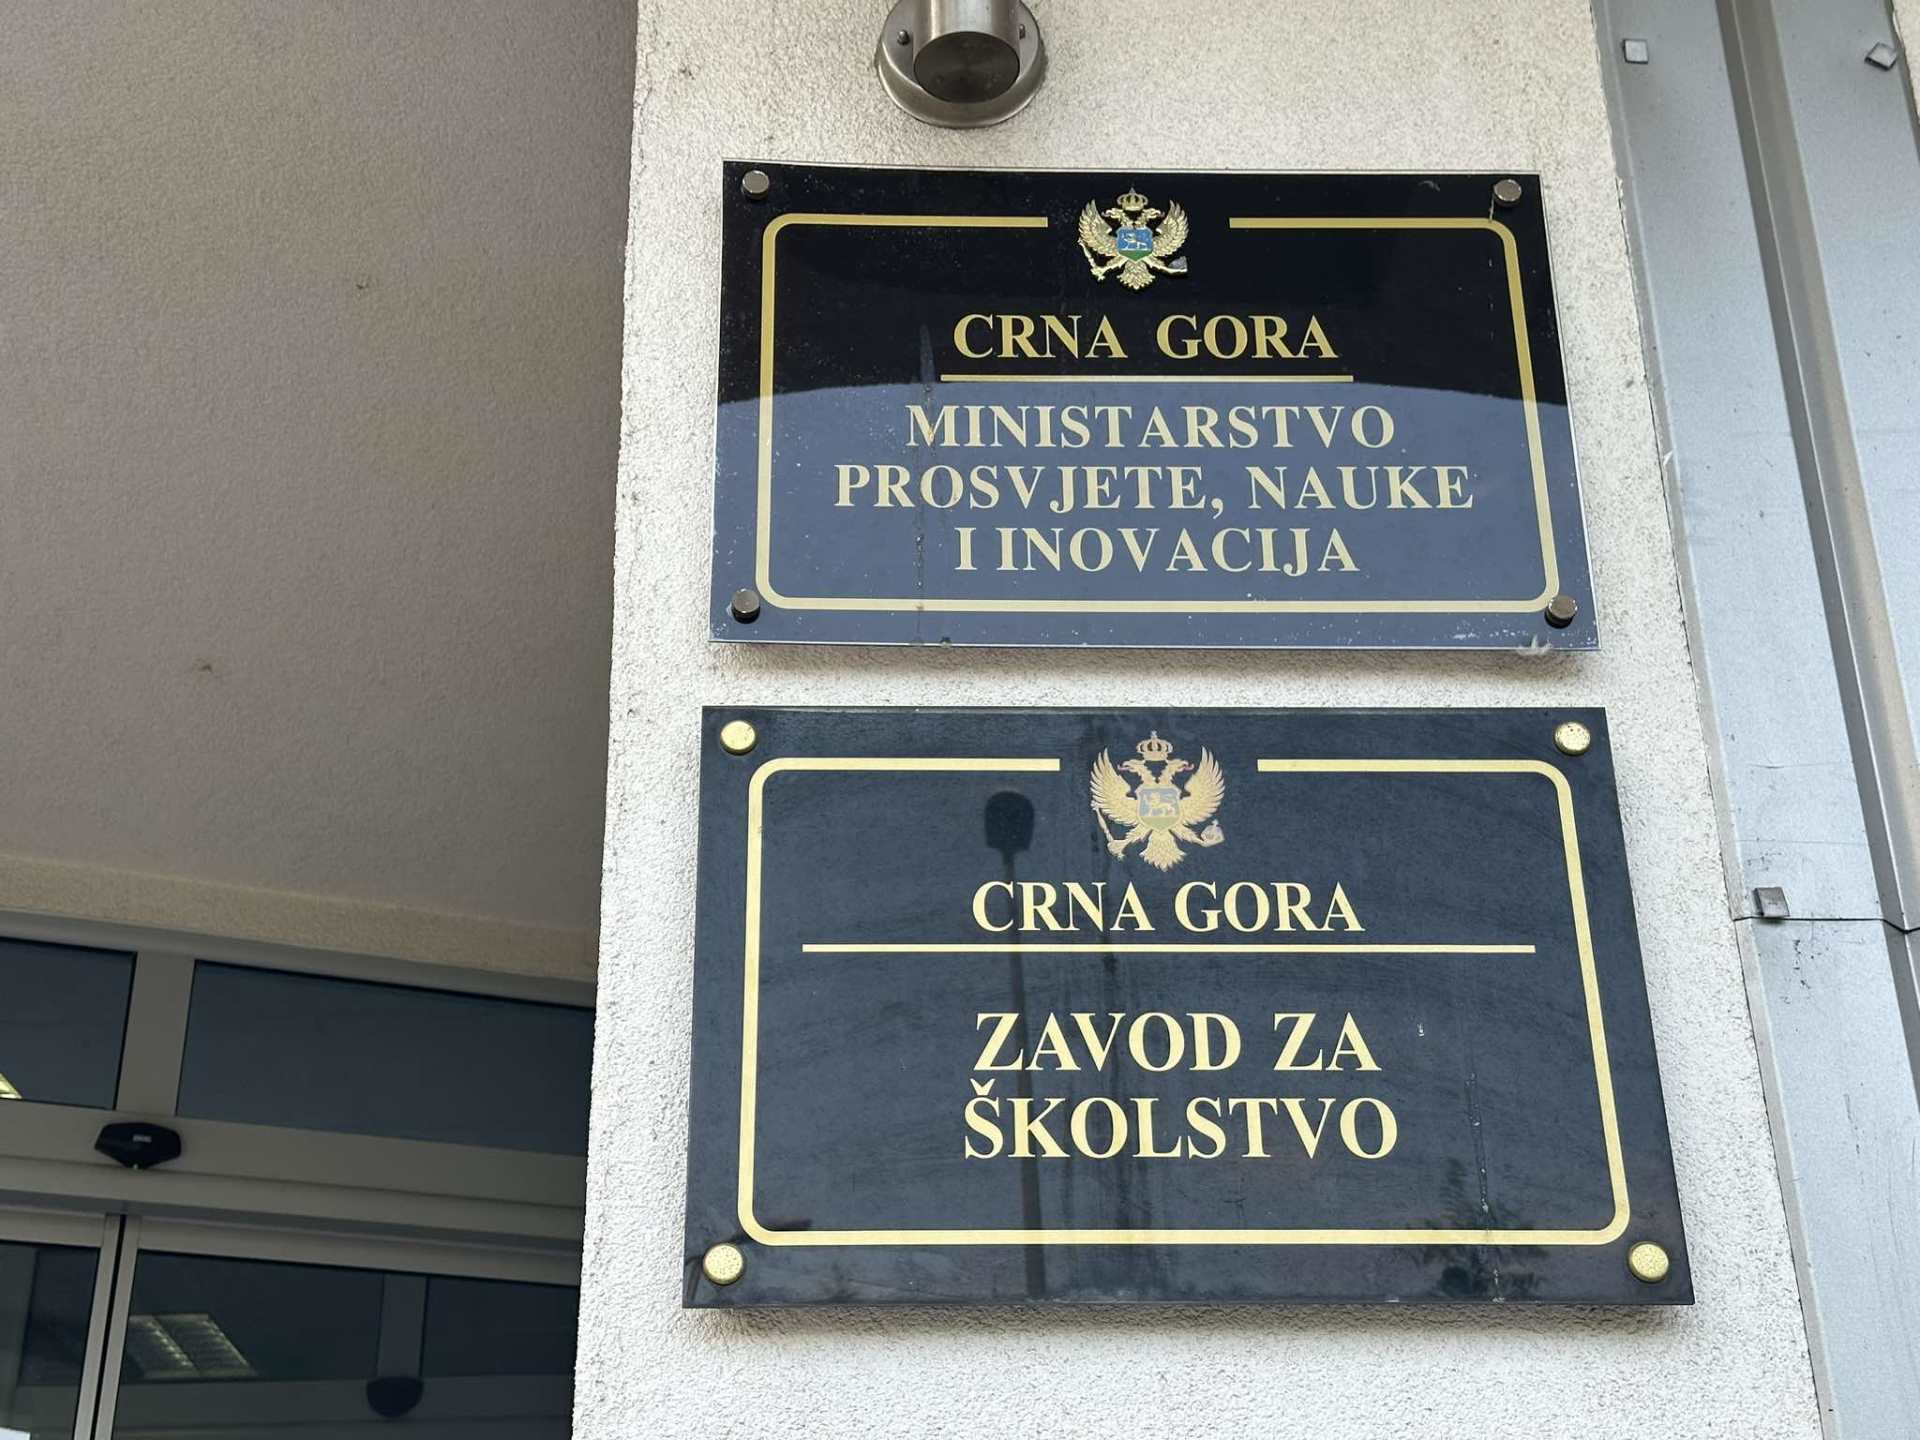 CRNA GORA
MINISTARSTVO
PROSVJETE, NAUKE
I INOVACIJA
CRNA GORA
ZAVOD ZA
ŠKOLSTVO